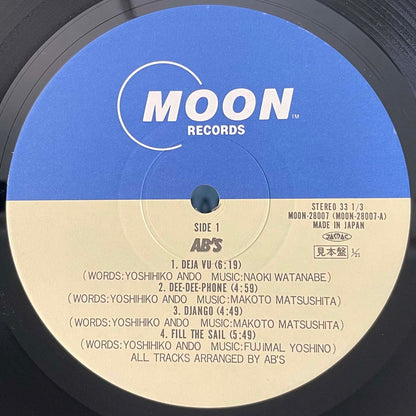 MOON TM
RECORDS
STEREO 33 1/3
MOON-28007 (MOON-28007-A)
MADE IN JAPAN
SIDE 1
AB'S
見本盤
1. DEJA VU (6:19)
(WORDS:YOSHIHIKO ANDO MUSIC:NAOKI WATANABE)
2. DEE-DEE-PHONE (4:59)
(WORDS:YOSHIHIKO ANDO MUSIC:MAKOTO MATSUSHITA)
3. DJANGO (4:49)
(WORDS:YOSHIHIKO ANDO MUSIC:MAKOTO MATSUSHITA)
4. FILL THE SAIL (5:49)
(WORDS:YOSHIHIKO ANDO MUSIC:FUJIMAL YOSHINO)
ALL TRACKS ARRANGED BY AB'S